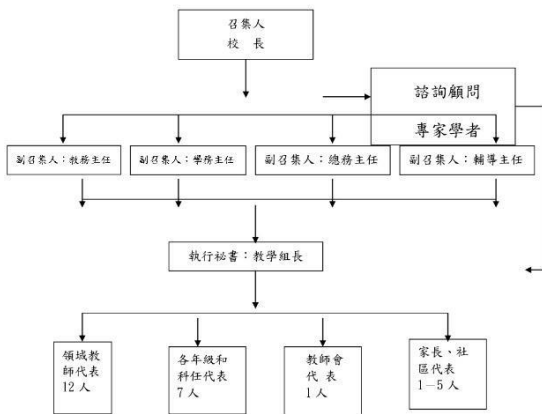 召集人
校 長
諮詢顧問
專家學者
副召集人：教務主任
副召集人：學務主任
副召集人：總務主任
副召集人：輔導主任
執行祕書：教學組長
領域教
師代表
12 人
各年級和
科任代表
7 人
教師會
代 表
1 人
家長、社
區代表
1－5 人